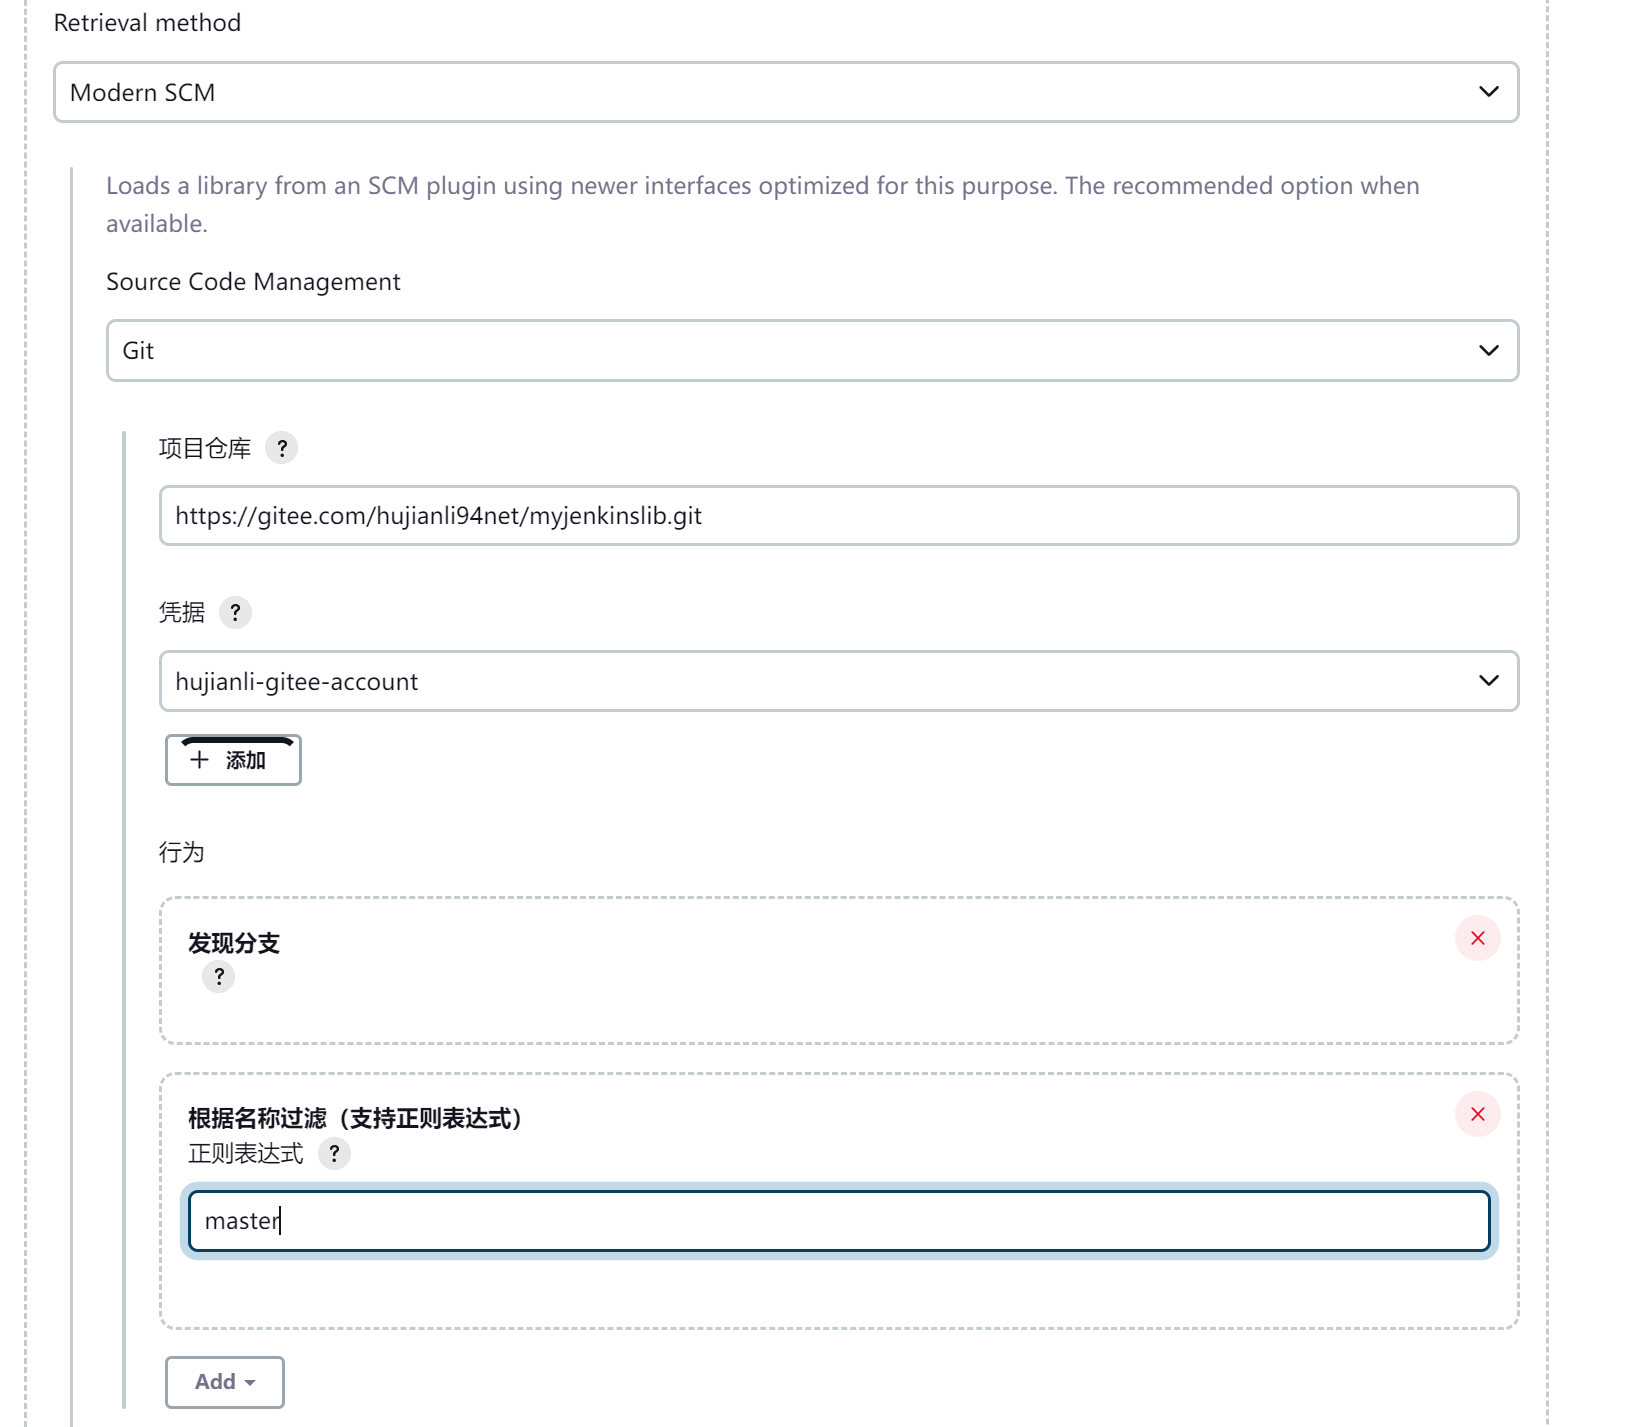 Retrieval method
Modern SCM
Loads a library from an SCM plugin using newer interfaces optimized for this purpose. The recommended option when
available.
Source Code Management
Git
项目仓库 ?
https://gitee.com/hujianli94net/myjenkinslib.git
凭据 ?
hujianli-gitee-account
+ 添加
行为
发现分支
?
根据名称过滤（支持正则表达式）
正则表达式 ?
master
Add